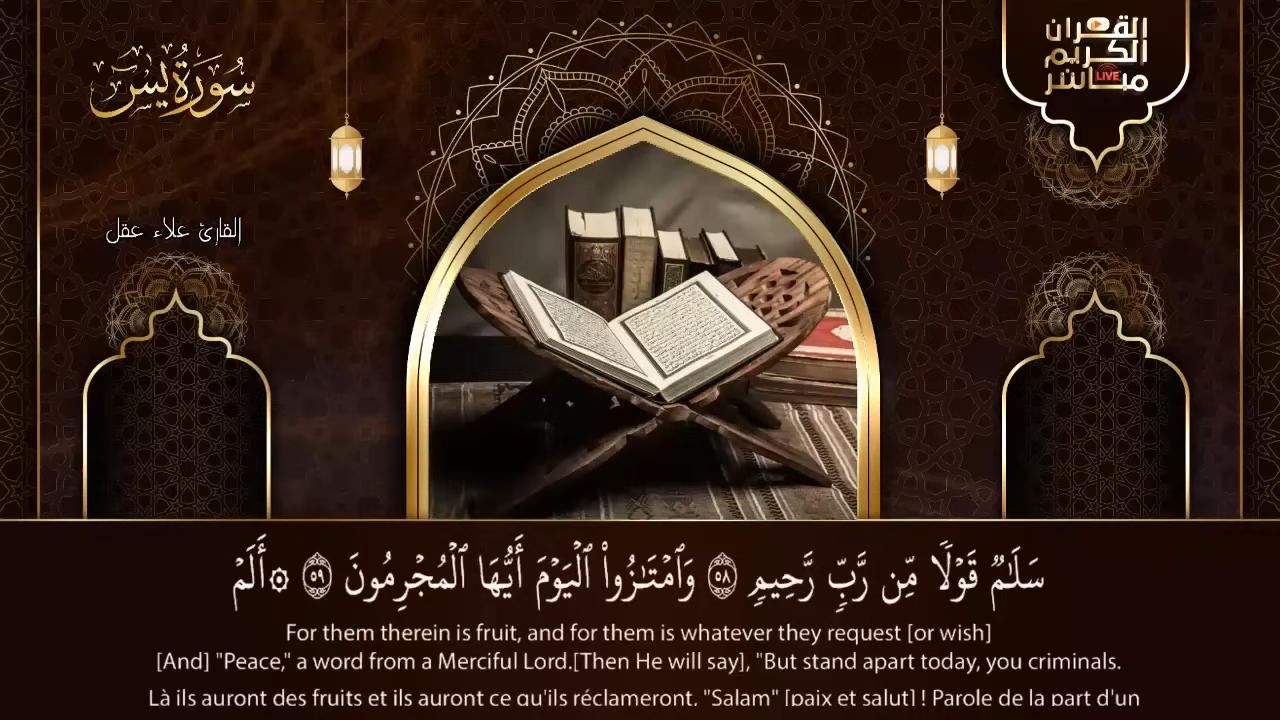 سُورَةُ يس
القرآن
الكريم
مباشر
LIVE
القارئ علاء عقل
سَلَٰمٌ قَوْلًا مِّن رَّبٍّ رَّحِيمٍ ٥٨ وَٱمْتَٰزُوا۟ ٱلْيَوْمَ أَيُّهَا ٱلْمُجْرِمُونَ ٥٩ ۞ أَلَمْ
For them therein is fruit, and for them is whatever they request [or wish]
[And] "Peace," a word from a Merciful Lord.[Then He will say], "But stand apart today, you criminals.
Là ils auront des fruits et ils auront ce qu'ils réclameront. "Salam" [paix et salut] ! Parole de la part d'un